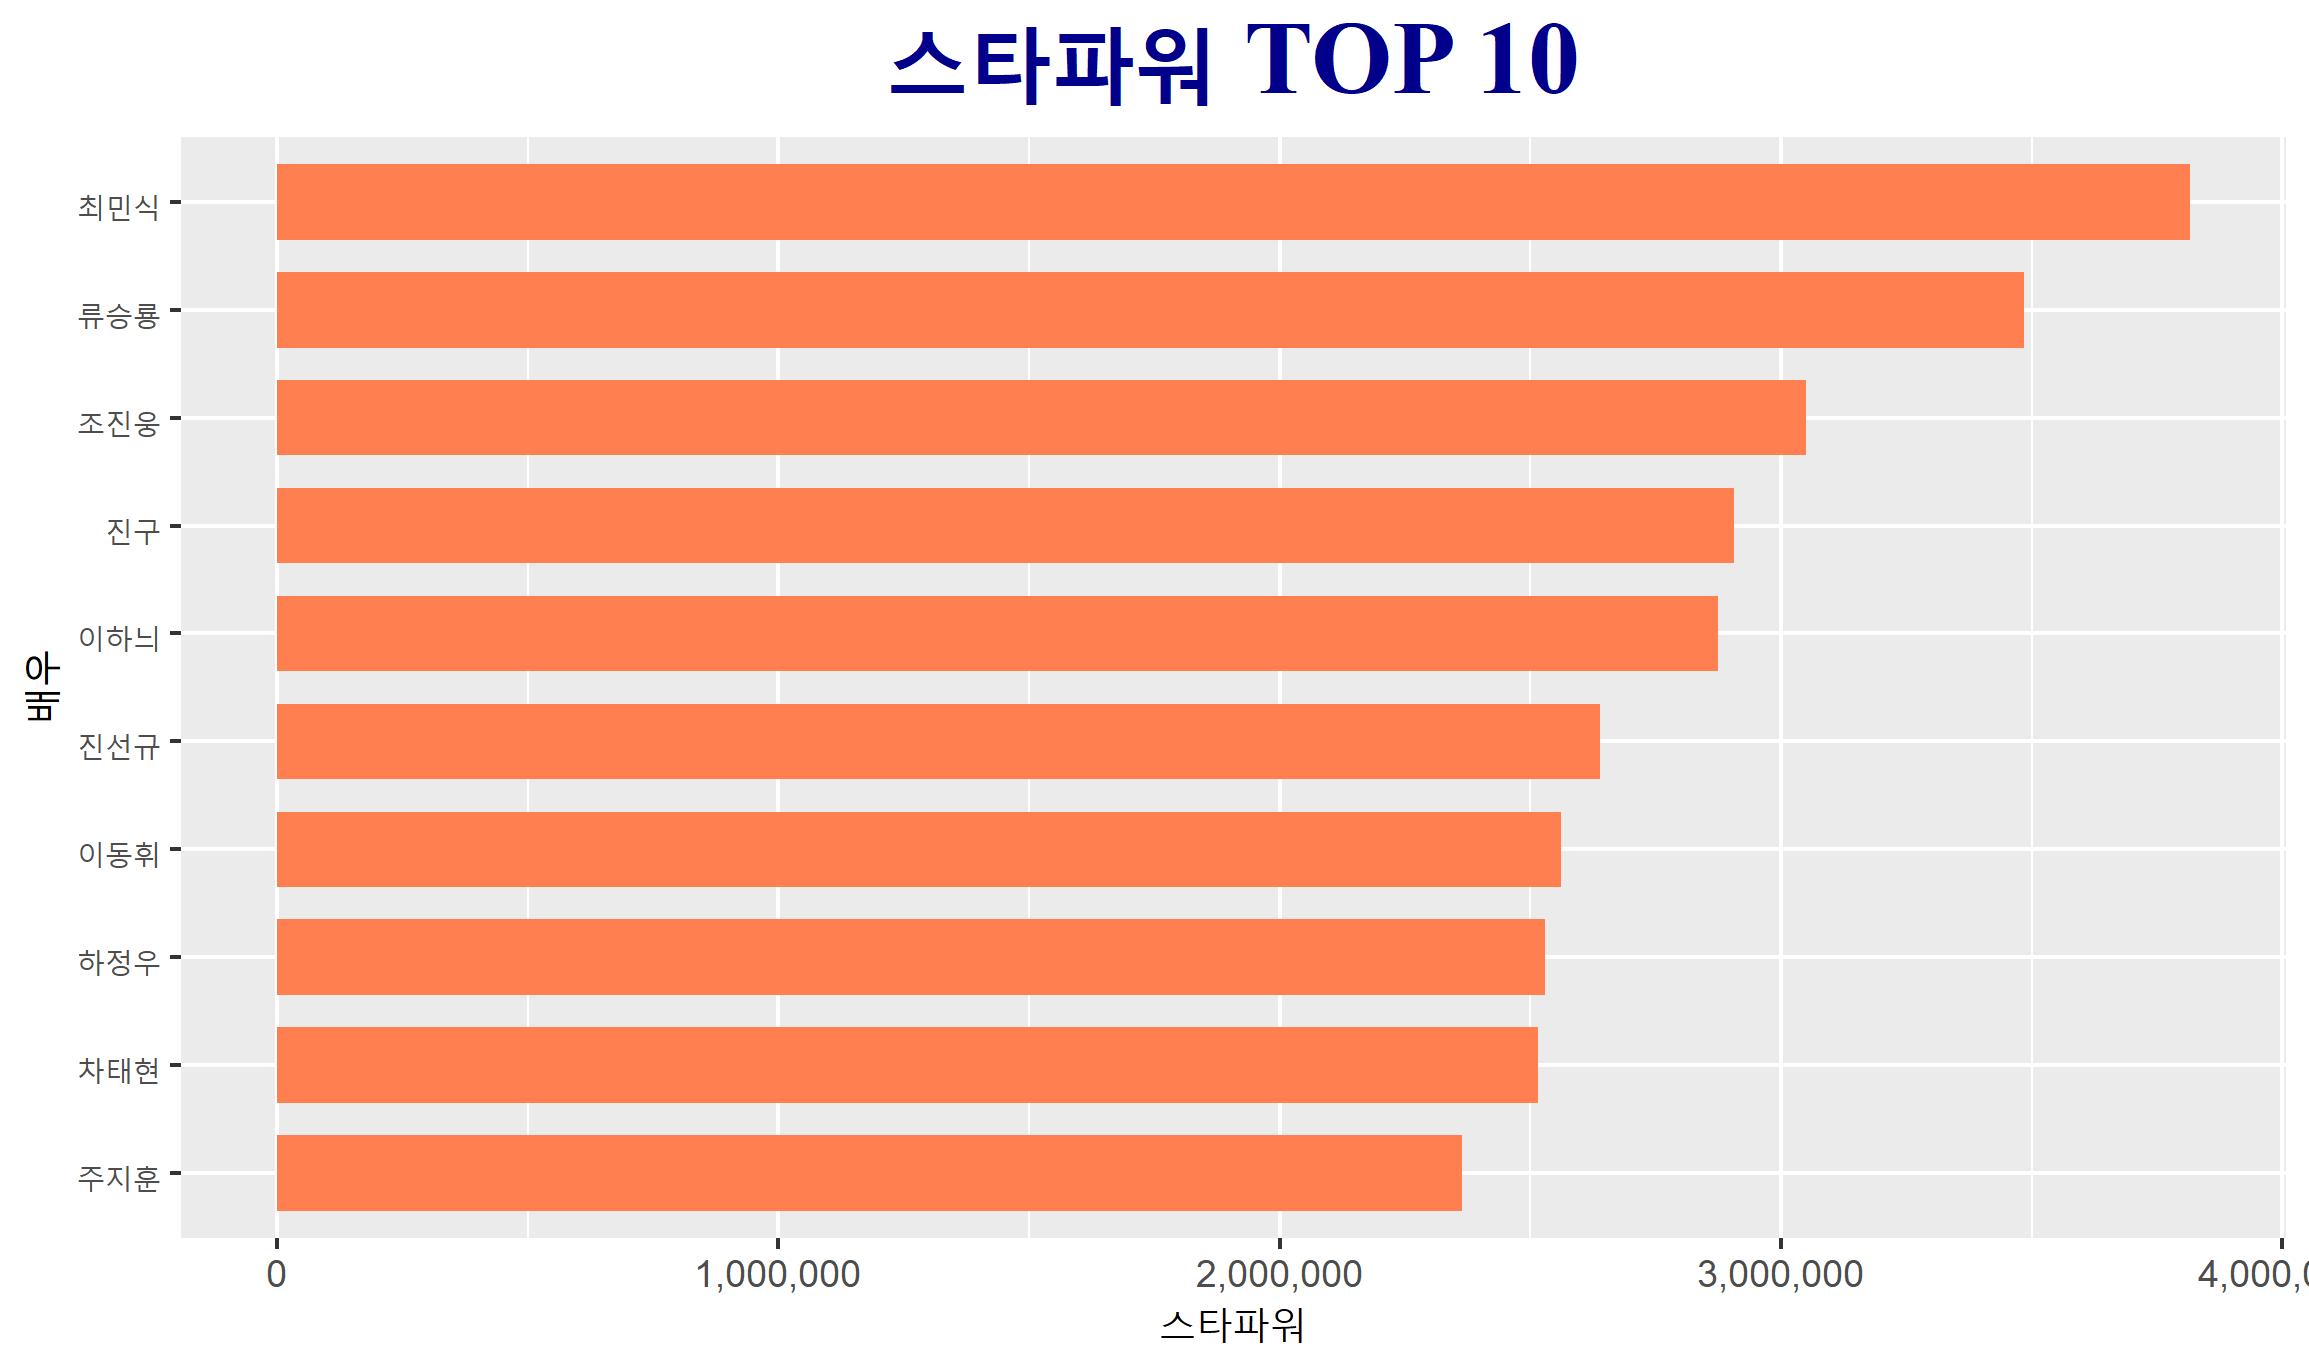 스타파워 TOP 10
최민식
류승룡
조진웅
진구
이하늬
진선규
이동휘
하정우
차태현
주지훈
배우
0 1,000,000 2,000,000 3,000,000 4,000,0
스타파워